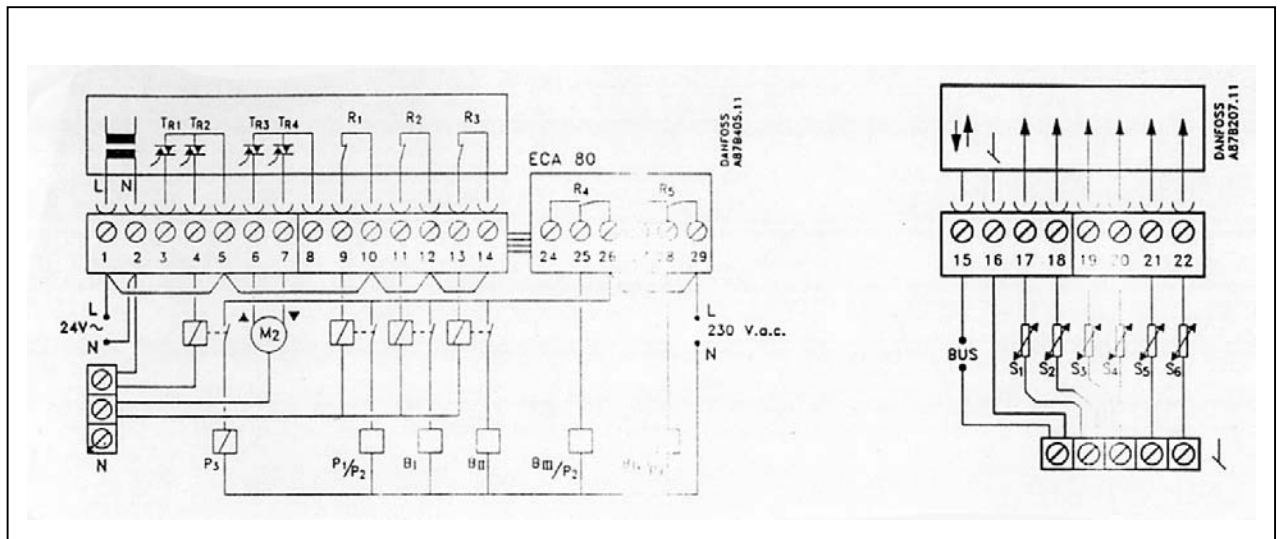 TR1 TR2 TR3 TR4 R1 R2 R3
L N
ECA 80
DANFOSS
A87B405.11
R4 R5
1 2 3 4 5 6 7 8 9 10 11 12 13 14
24 25 26 28 29
L
24V~
N
M2
L
230 V.a.c.
N
N
P3 P1/P2 BI BII BIII/P2
DANFOSS
A87B207.11
15 16 17 18 19 20 21 22
BUS
S1 S2 S3 S4 S5 S6